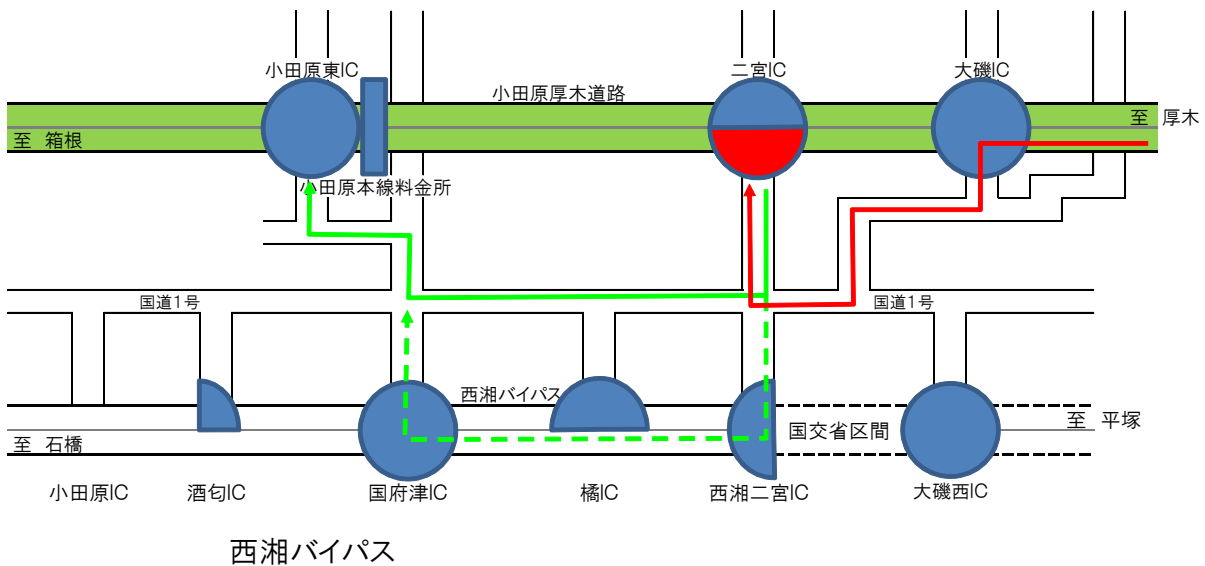 小田原東IC
二宮IC
大磯IC
小田原厚木道路
至 厚木
至 箱根
小田原本線料金所
国道1号
国道1号
西湘バイパス
至 平塚
国交省区間
至 石橋
小田原IC
酒匂IC
国府津IC
橘IC
西湘二宮IC
大磯西IC
西湘バイパス